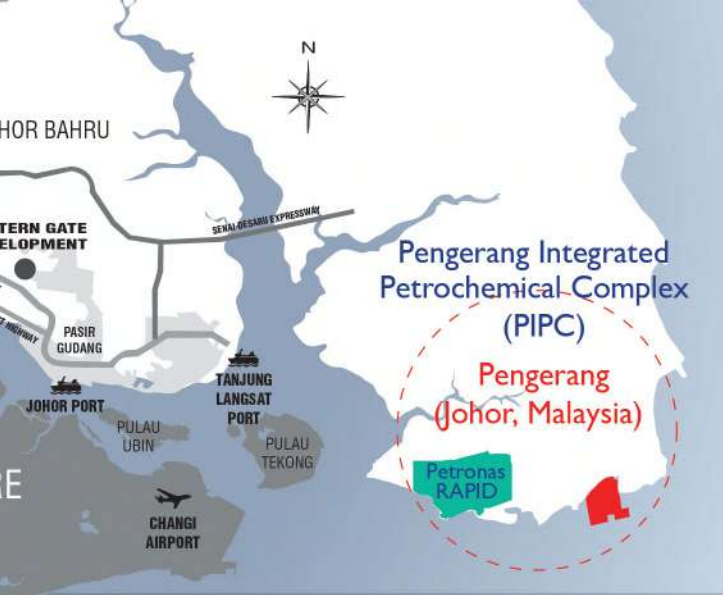 N
HOR BAHRU
SENAI-DESARU EXPRESSWAY
TERN GATE
ELOPMENT
Pengerang Integrated
Petrochemical Complex
(PIPC)
HIGHWAY
PASIR
GUDANG
TANJUNG
LANGSAT
PORT
Pengerang
(Johor, Malaysia)
JOHOR PORT
PULAU
UBIN
PULAU
TEKONG
RE
Petronas
RAPID
CHANGI
AIRPORT